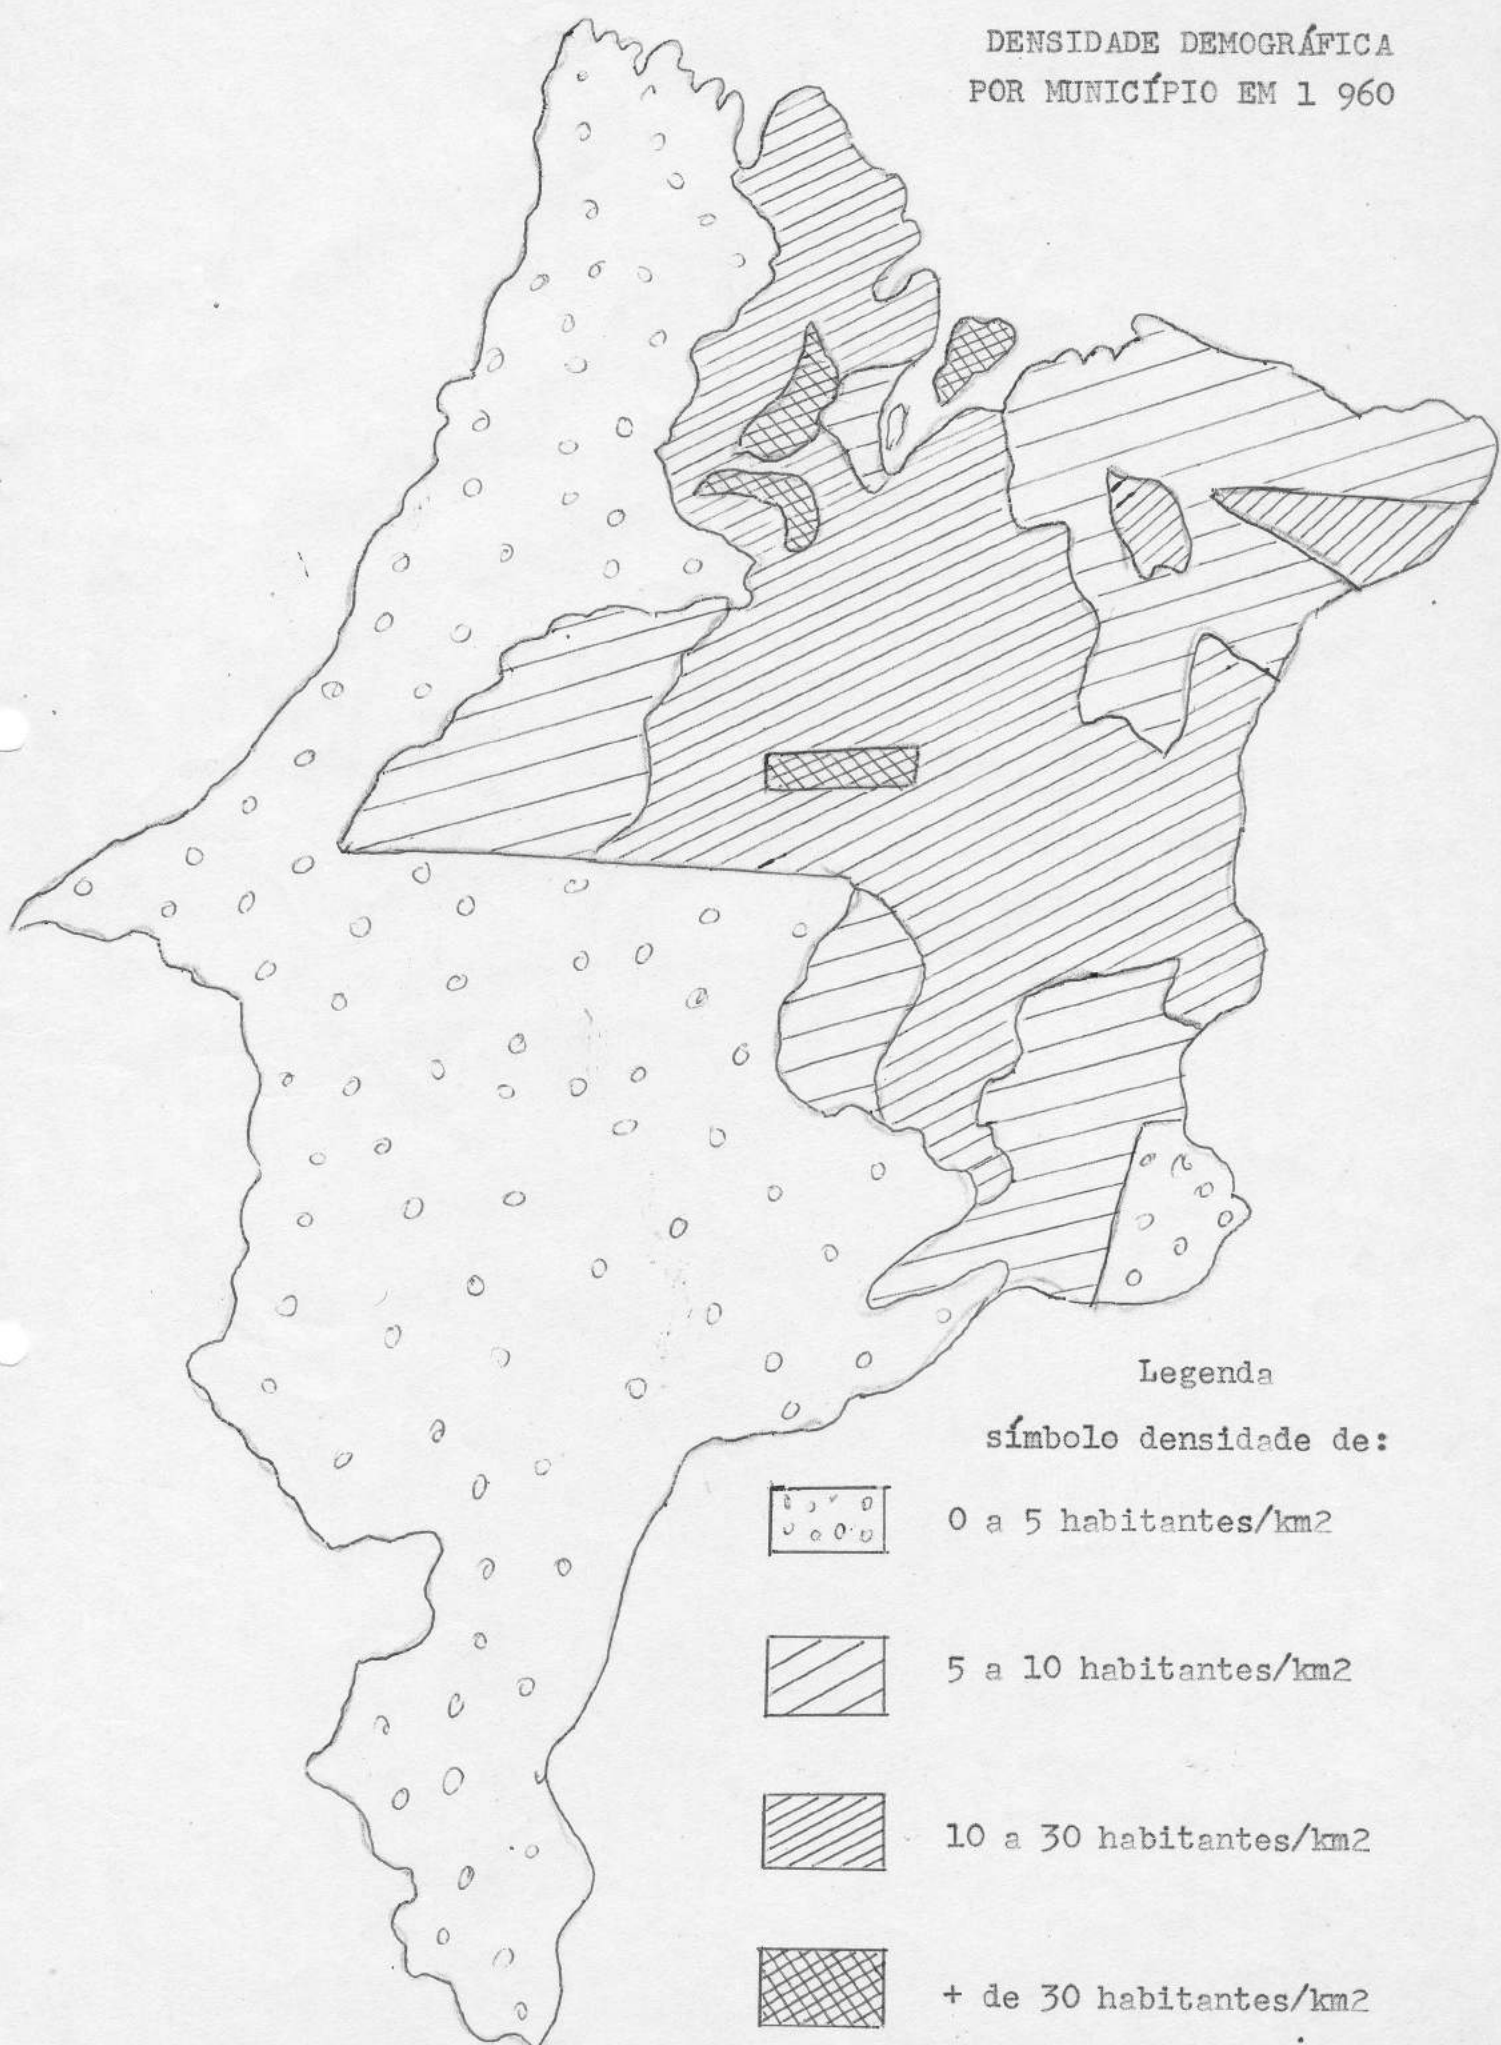 DENSIDADE DEMOGRÁFICA
POR MUNICÍPIO EM 1 960
Legenda
símbolo densidade de:
0 a 5 habitantes/km2
5 a 10 habitantes/km2
10 a 30 habitantes/km2
+ de 30 habitantes/km2